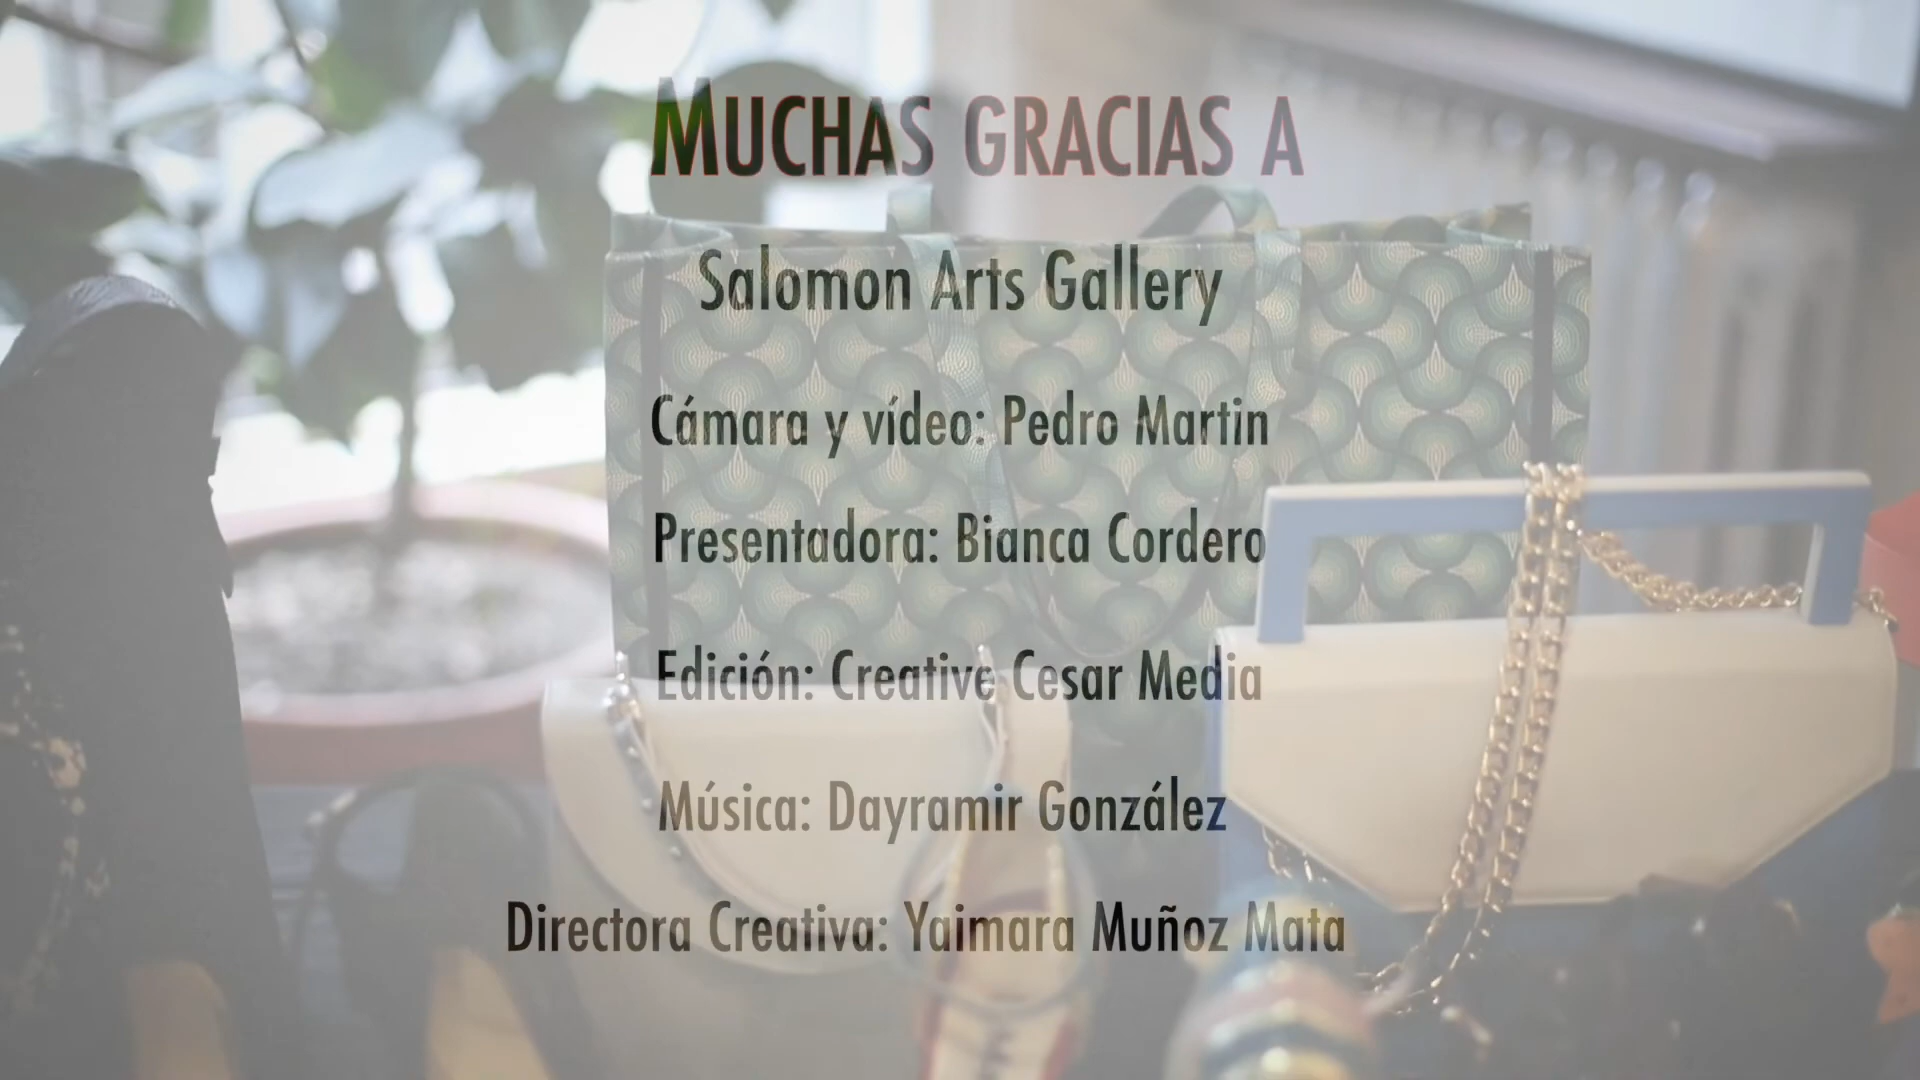 Muchas gracias a
Salomon Arts Gallery
Cámara y vídeo: Pedro Martin
Presentadora: Bianca Cordero
Edición: Creative Cesar Media
Música: Dayramir González
Directora Creativa: Yaimara Muñoz Mata